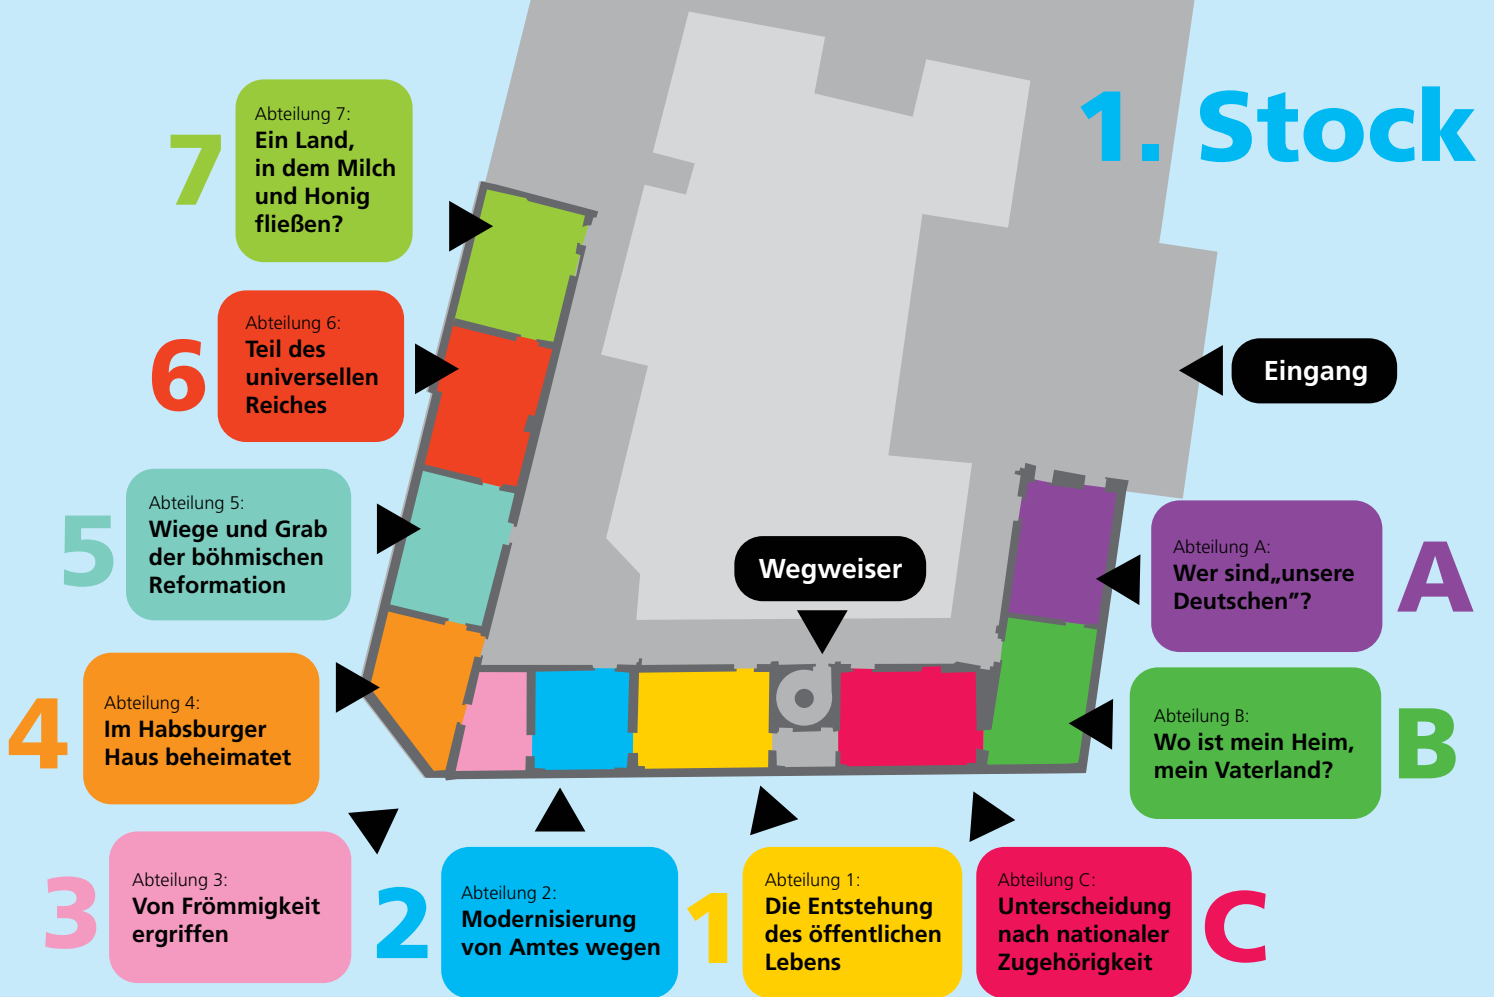 1. Stock
7
Abteilung 7:
Ein Land,
in dem Milch
und Honig
fließen?
6
Abteilung 6:
Teil des
universellen
Reiches
Eingang
5
Abteilung 5:
Wiege und Grab
der böhmischen
Reformation
Wegweiser
Abteilung A:
Wer sind„unsere
Deutschen”?
A
4
Abteilung 4:
Im Habsburger
Haus beheimatet
Abteilung B:
Wo ist mein Heim,
mein Vaterland?
B
3
Abteilung 3:
Von Frömmigkeit
ergriffen
2
Abteilung 2:
Modernisierung
von Amtes wegen
1
Abteilung 1:
Die Entstehung
des öffentlichen
Lebens
Abteilung C:
Unterscheidung
nach nationaler
Zugehörigkeit
C